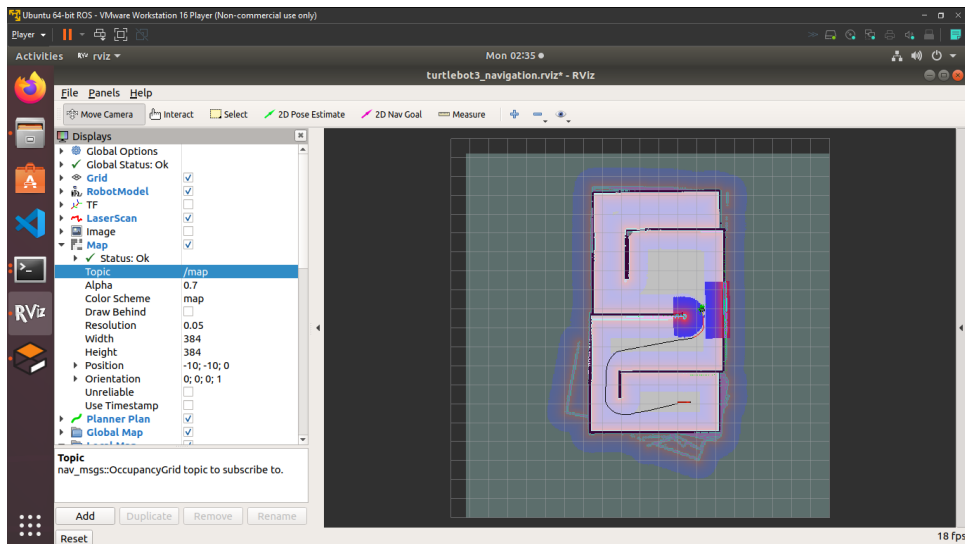 Ubuntu 64-bit ROS - VMware Workstation 16 Player (Non-commercial use only)
Player
Activities RViz rviz Mon 02:35
turtlebot3_navigation.rviz* - RViz
File Panels Help
Move Camera Interact Select 2D Pose Estimate 2D Nav Goal Measure
Displays
Global Options
Global Status: Ok
Grid
RobotModel
TF
LaserScan
Image
Map
Status: Ok
Topic /map
Alpha 0.7
Color Scheme map
Draw Behind
Resolution 0.05
Width 384
Height 384
Position -10; -10; 0
Orientation 0; 0; 0; 1
Unreliable
Use Timestamp
Planner Plan
Global Map
Topic
nav_msgs::OccupancyGrid topic to subscribe to.
Add Duplicate Remove Rename
Reset 18 fps
RViz